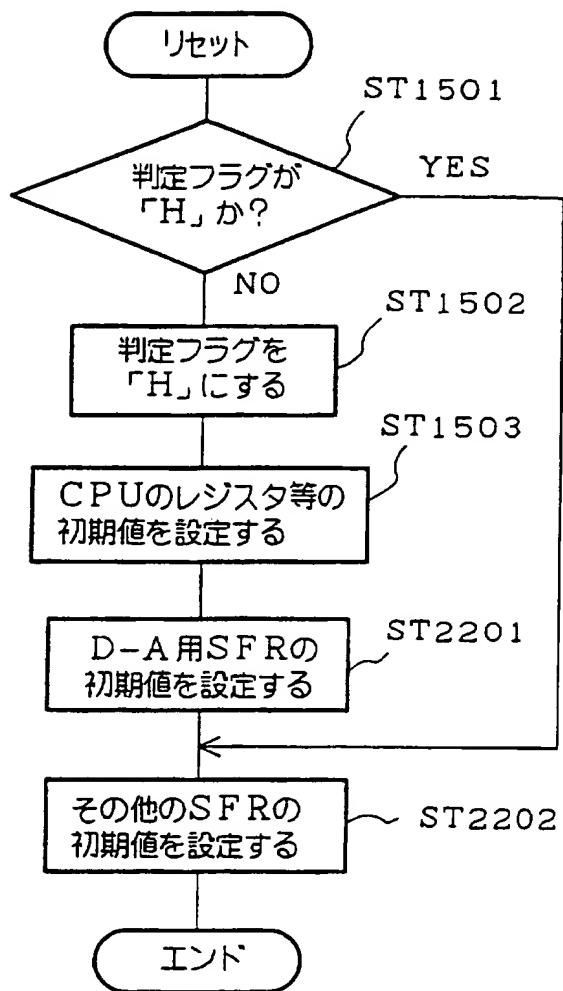 リセット
ST1501
判定フラグが
「H」か?
YES
NO
ST1502
判定フラグを
「H」にする
ST1503
CPUのレジスタ等の
初期値を設定する
ST2201
D-A用SFRの
初期値を設定する
その他のSFRの
初期値を設定する
ST2202
エンド